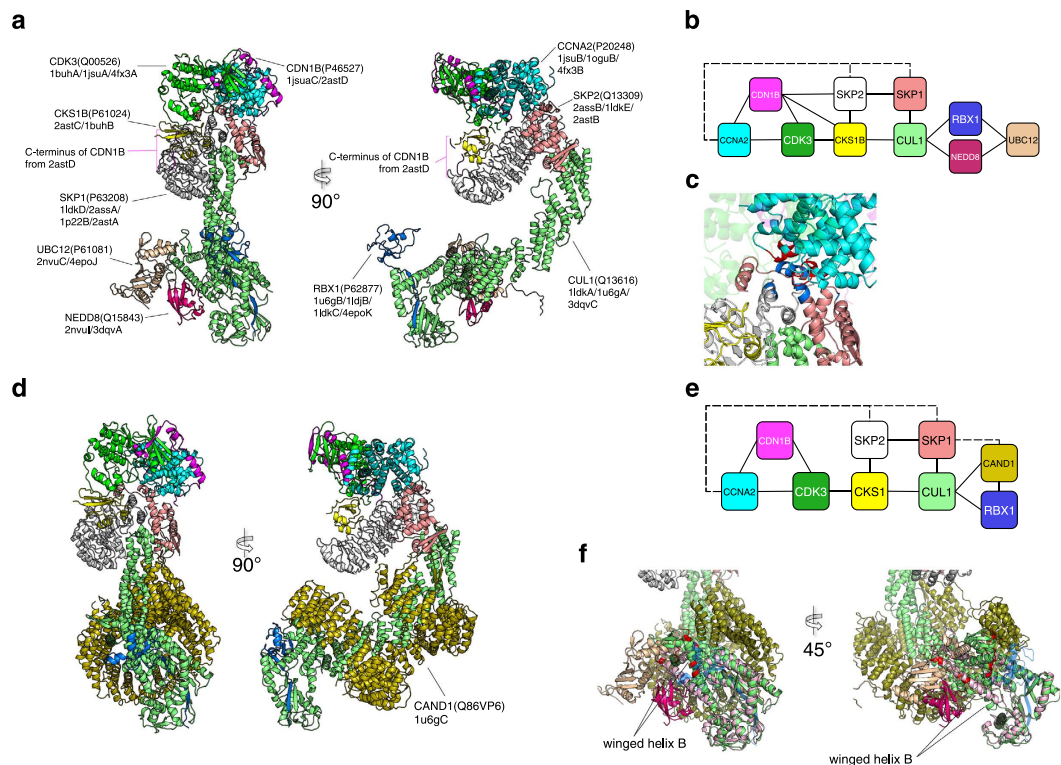 a
CDK3(Q00526)
1buhA/1jsuA/4fx3A
CDN1B(P46527)
1jsuaC/2astD
CKS1B(P61024)
2astC/1buhB
C-terminus of CDN1B
from 2astD
SKP1(P63208)
1ldkD/2assA/
1p22B/2astA
UBC12(P61081)
2nvuC/4epoJ
NEDD8(Q15843)
2nvuI/3dqvA
90°
CCNA2(P20248)
1jsuB/1oguB/
4fx3B
SKP2(Q13309)
2assB/1ldkE/
2astB
C-terminus of CDN1B
from 2astD
RBX1(P62877)
1u6gB/1ldjB/
1ldkC/4epoK
CUL1(Q13616)
1ldkA/1u6gA/
3dqvC
b
CDN1B
SKP2
SKP1
RBX1
CCNA2
CDK3
CKS1B
CUL1
UBC12
NEDD8
c
d
90°
CAND1(Q86VP6)
1u6gC
e
CDN1B
SKP2
SKP1
CAND1
CCNA2
CDK3
CKS1
CUL1
RBX1
f
45°
winged helix B
winged helix B